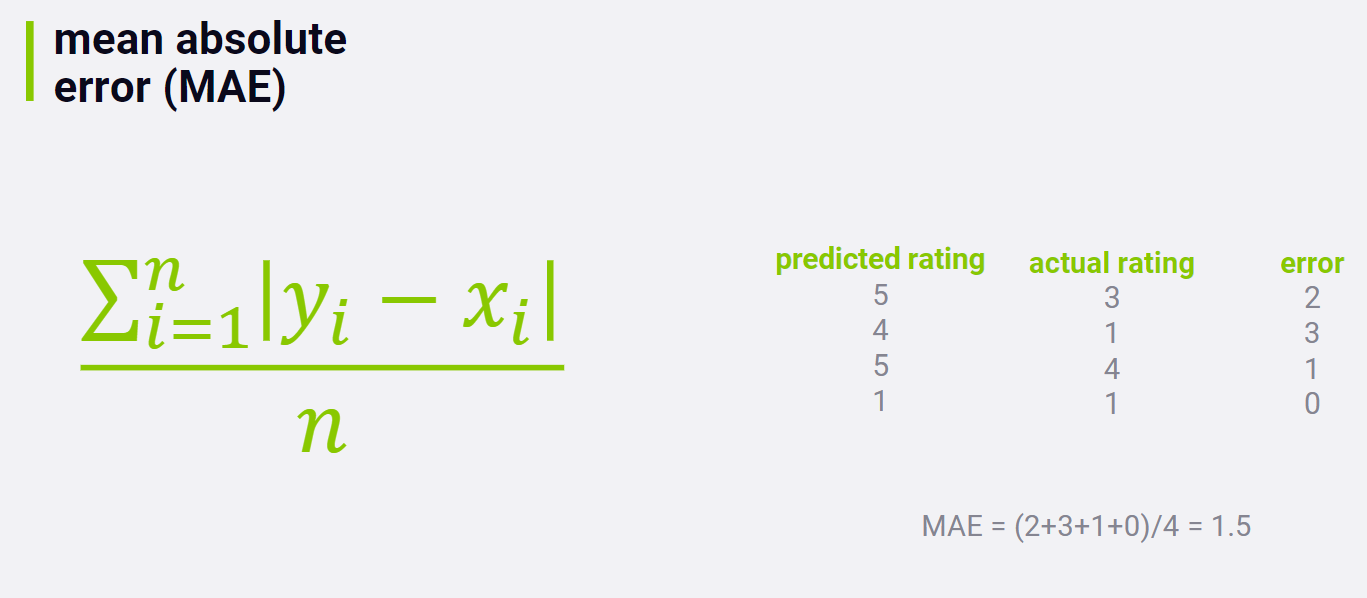 mean absolute
error (MAE)
∑ⁿᵢ₌₁|yᵢ − xᵢ|
n
predicted rating actual rating error
5 3 2
4 1 3
5 4 1
1 1 0
MAE = (2+3+1+0)/4 = 1.5